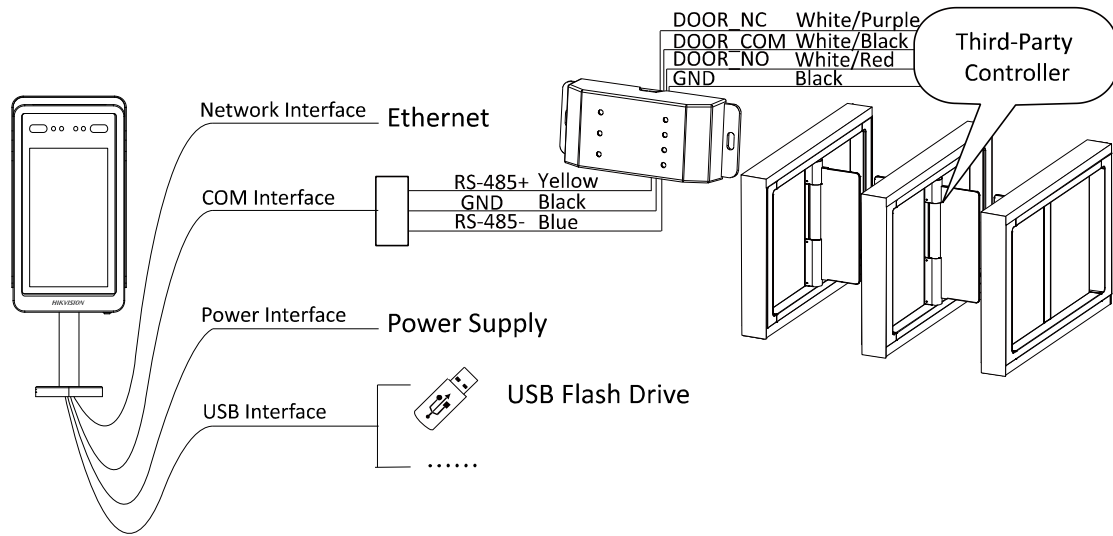 DOOR_NC White/Purple
DOOR_COM White/Black
DOOR_NO White/Red
GND Black
Third-Party
Controller
Network Interface Ethernet
COM Interface
RS-485+ Yellow
GND Black
RS-485- Blue
HIKVISION
Power Interface Power Supply
USB Interface
USB Flash Drive
......